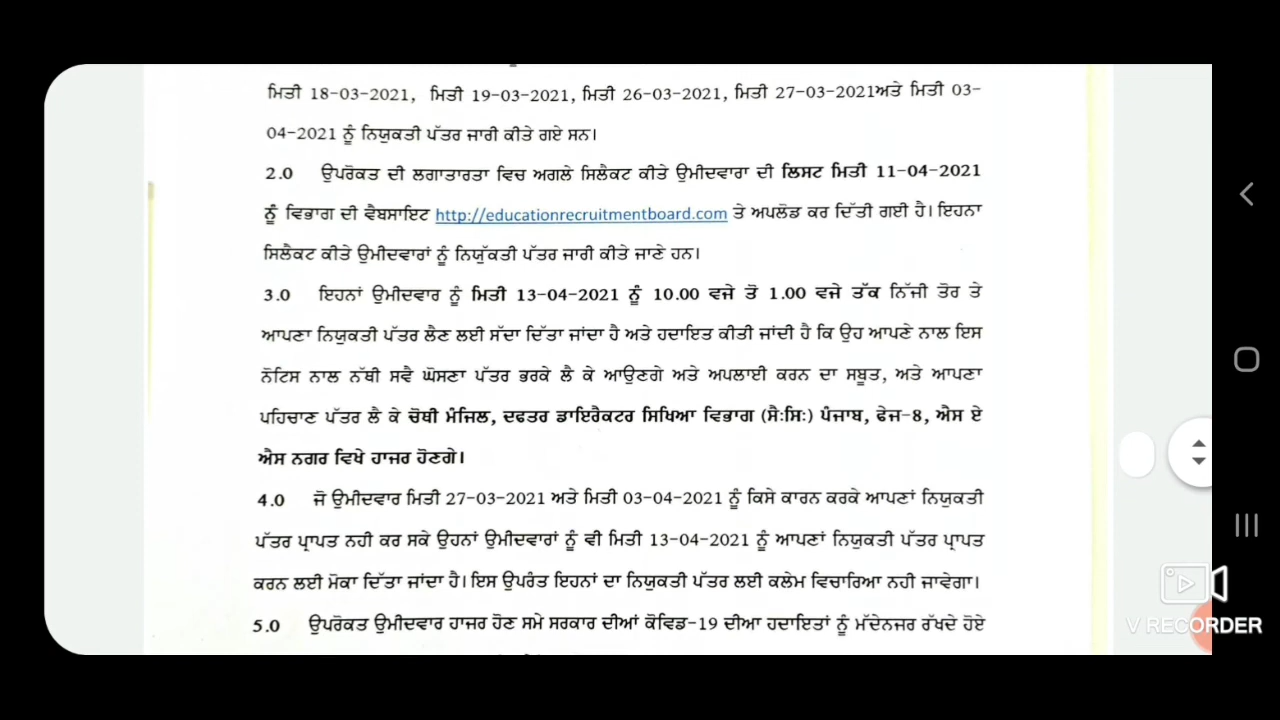 ਮਿਤੀ 18-03-2021, ਮਿਤੀ 19-03-2021, ਮਿਤੀ 26-03-2021, ਮਿਤੀ 27-03-2021ਅਤੇ ਮਿਤੀ 03-
04-2021 ਨੂੰ ਨਿਯੁਕਤੀ ਪੱਤਰ ਜਾਰੀ ਕੀਤੇ ਗਏ ਸਨ।
2.0 ਉਪਰੋਕਤ ਦੀ ਲਗਾਤਾਰਤਾ ਵਿਚ ਅਗਲੇ ਸਿਲੈਕਟ ਕੀਤੇ ਉਮੀਦਵਾਰਾ ਦੀ ਲਿਸਟ ਮਿਤੀ 11-04-2021
ਨੂੰ ਵਿਭਾਗ ਦੀ ਵੈਬਸਾਇਟ http://educationrecruitmentboard.com ਤੇ ਅਪਲੋਡ ਕਰ ਦਿੱਤੀ ਗਈ ਹੈ। ਇਹਨਾ
ਸਿਲੈਕਟ ਕੀਤੇ ਉਮੀਦਵਾਰਾਂ ਨੂੰ ਨਿਯੁੱਕਤੀ ਪੱਤਰ ਜਾਰੀ ਕੀਤੇ ਜਾਣੇ ਹਨ।
3.0 ਇਹਨਾਂ ਉਮੀਦਵਾਰ ਨੂੰ ਮਿਤੀ 13-04-2021 ਨੂੰ 10.00 ਵਜੇ ਤੋ 1.00 ਵਜੇ ਤੱਕ ਨਿੱਜੀ ਤੋਰ ਤੇ
ਆਪਣਾ ਨਿਯੁਕਤੀ ਪੱਤਰ ਲੈਣ ਲਈ ਸੱਦਾ ਦਿੱਤਾ ਜਾਂਦਾ ਹੈ ਅਤੇ ਹਦਾਇਤ ਕੀਤੀ ਜਾਂਦੀ ਹੈ ਕਿ ਉਹ ਆਪਣੇ ਨਾਲ ਇਸ
ਨੋਟਿਸ ਨਾਲ ਨੱਥੀ ਸਵੈ ਘੋਸਣਾ ਪੱਤਰ ਭਰਕੇ ਲੈ ਕੇ ਆਉਣਗੇ ਅਤੇ ਅਪਲਾਈ ਕਰਨ ਦਾ ਸਬੂਤ, ਅਤੇ ਆਪਣਾ
ਪਹਿਚਾਣ ਪੱਤਰ ਲੈ ਕੇ ਚੋਥੀ ਮੰਜਿਲ, ਦਫਤਰ ਡਾਇਰੈਕਟਰ ਸਿਖਿਆ ਵਿਭਾਗ (ਸੈ:ਸਿ:) ਪੰਜਾਬ, ਫੇਜ-8, ਐਸ ਏ
ਐਸ ਨਗਰ ਵਿਖੇ ਹਾਜਰ ਹੋਣਗੇ।
4.0 ਜੋ ਉਮੀਦਵਾਰ ਮਿਤੀ 27-03-2021 ਅਤੇ ਮਿਤੀ 03-04-2021 ਨੂੰ ਕਿਸੇ ਕਾਰਨ ਕਰਕੇ ਆਪਣਾਂ ਨਿਯੁਕਤੀ
ਪੱਤਰ ਪ੍ਰਾਪਤ ਨਹੀ ਕਰ ਸਕੇ ਉਹਨਾਂ ਉਮੀਦਵਾਰਾਂ ਨੂੰ ਵੀ ਮਿਤੀ 13-04-2021 ਨੂੰ ਆਪਣਾਂ ਨਿਯੁਕਤੀ ਪੱਤਰ ਪ੍ਰਾਪਤ
ਕਰਨ ਲਈ ਮੋਕਾ ਦਿੱਤਾ ਜਾਂਦਾ ਹੈ। ਇਸ ਉਪਰੰਤ ਇਹਨਾਂ ਦਾ ਨਿਯੁਕਤੀ ਪੱਤਰ ਲਈ ਕਲੇਮ ਵਿਚਾਰਿਆ ਨਹੀ ਜਾਵੇਗਾ।
5.0 ਉਪਰੋਕਤ ਉਮੀਦਵਾਰ ਹਾਜਰ ਹੋਣ ਸਮੇ ਸਰਕਾਰ ਦੀਆਂ ਕੋਵਿਡ-19 ਦੀਆ ਹਦਾਇਤਾਂ ਨੂੰ ਮੱਦੇਨਜਰ ਰੱਖਦੇ ਹੋਏ
V RECORDER